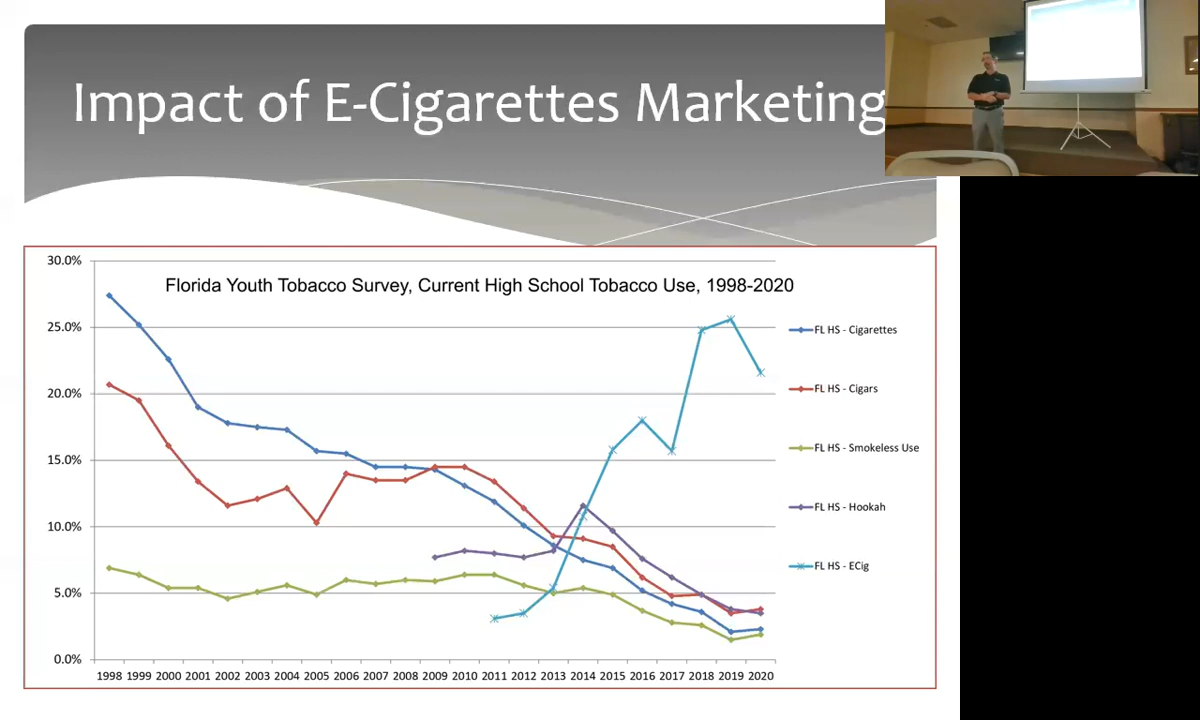 Impact of E-Cigarettes Marketing
Florida Youth Tobacco Survey, Current High School Tobacco Use, 1998-2020
30.0%
25.0%
20.0%
15.0%
10.0%
5.0%
0.0%
1998 1999 2000 2001 2002 2003 2004 2005 2006 2007 2008 2009 2010 2011 2012 2013 2014 2015 2016 2017 2018 2019 2020
FL HS - Cigarettes
FL HS - Cigars
FL HS - Smokeless Use
FL HS - Hookah
FL HS - ECig